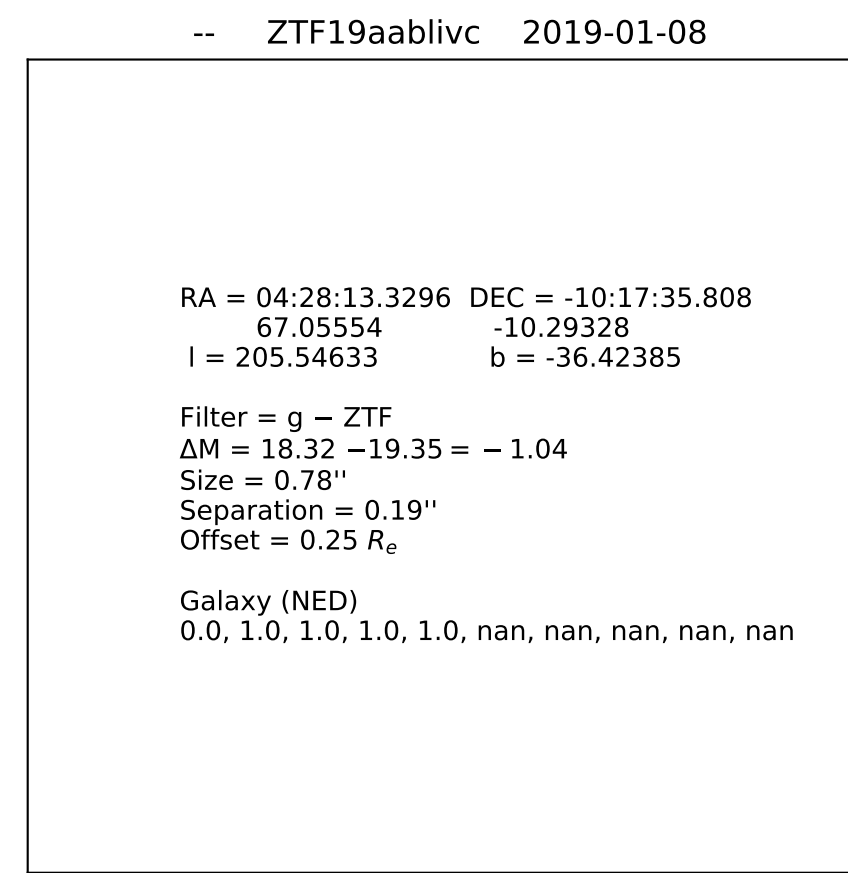 -- ZTF19aablivc 2019-01-08
RA = 04:28:13.3296 DEC = -10:17:35.808
67.05554 -10.29328
l = 205.54633 b = -36.42385
Filter = g − ZTF
ΔM = 18.32 −19.35 = − 1.04
Size = 0.78''
Separation = 0.19''
Offset = 0.25 Re
Galaxy (NED)
0.0, 1.0, 1.0, 1.0, 1.0, nan, nan, nan, nan, nan